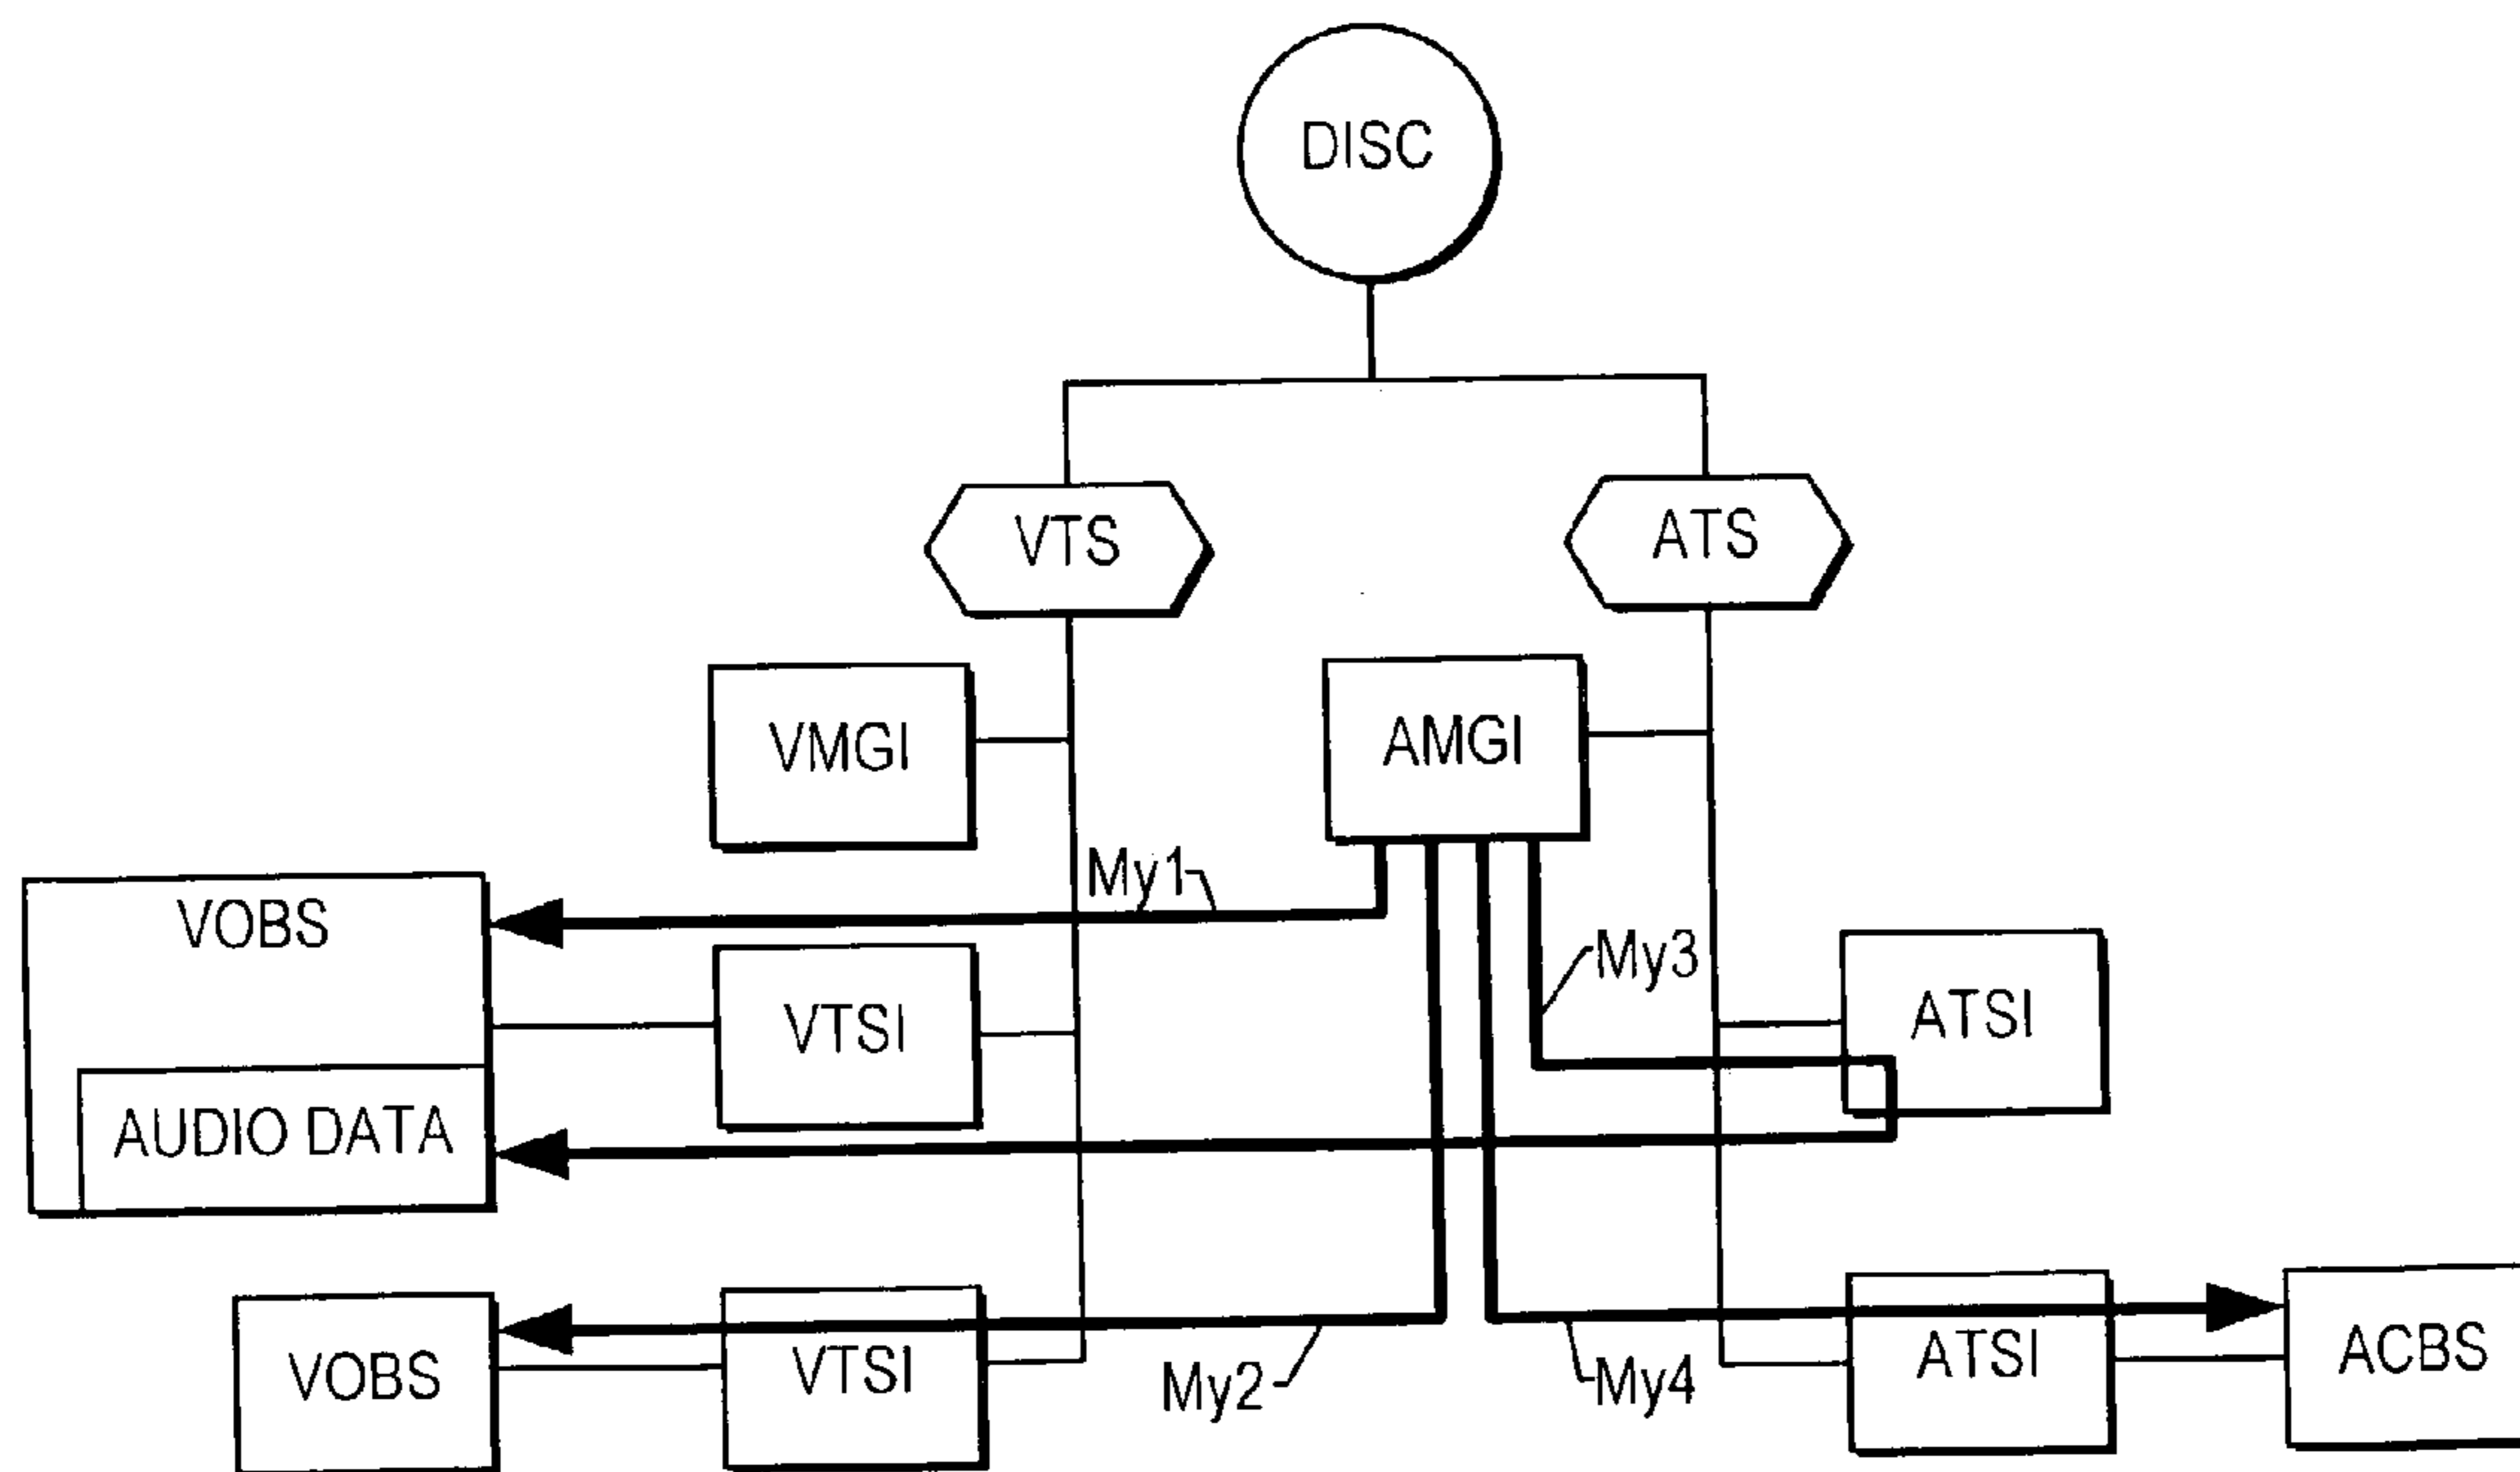 DISC
VTS
ATS
VMGI
AMGI
My1
VOBS
My3
VTSI
ATSI
AUDIO DATA
VOBS
VTSI
My2
My4
ATSI
ACBS